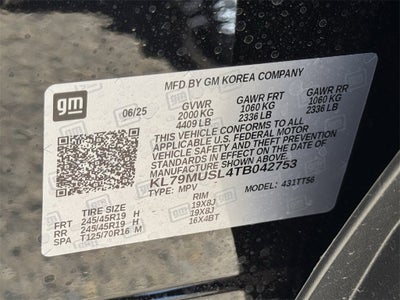 gm
MFD BY GM KOREA COMPANY
06/25 GVWR GAWR FRT GAWR RR
2000 KG 1060 KG 1060 KG
4409 LB 2336 LB 2336 LB
THIS VEHICLE CONFORMS TO ALL
APPLICABLE U.S. FEDERAL MOTOR
VEHICLE SAFETY AND THEFT PREVENTION
STANDARDS IN EFFECT ON THE DATE OF
MANUFACTURE SHOWN ABOVE.
KL79MUSL4TB042753
TYPE: MPV MODEL: 431TT56
TIRE SIZE RIM
FRT 245/45R19 H 19X8J
RR 245/45R19 H 19X8J
SPA T125/70R16 M 16X4BT